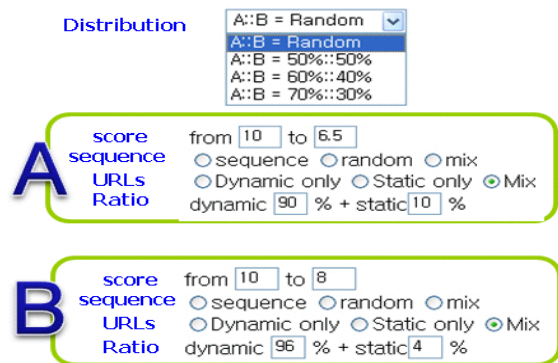 Distribution A::B = Random
A::B = Random
A::B = 50%::50%
A::B = 60%::40%
A::B = 70%::30%
A
score from 10 to 6.5
sequence sequence random mix
URLs Dynamic only Static only Mix
Ratio dynamic 90 % + static 10 %
B
score from 10 to 8
sequence sequence random mix
URLs Dynamic only Static only Mix
Ratio dynamic 96 % + static 4 %